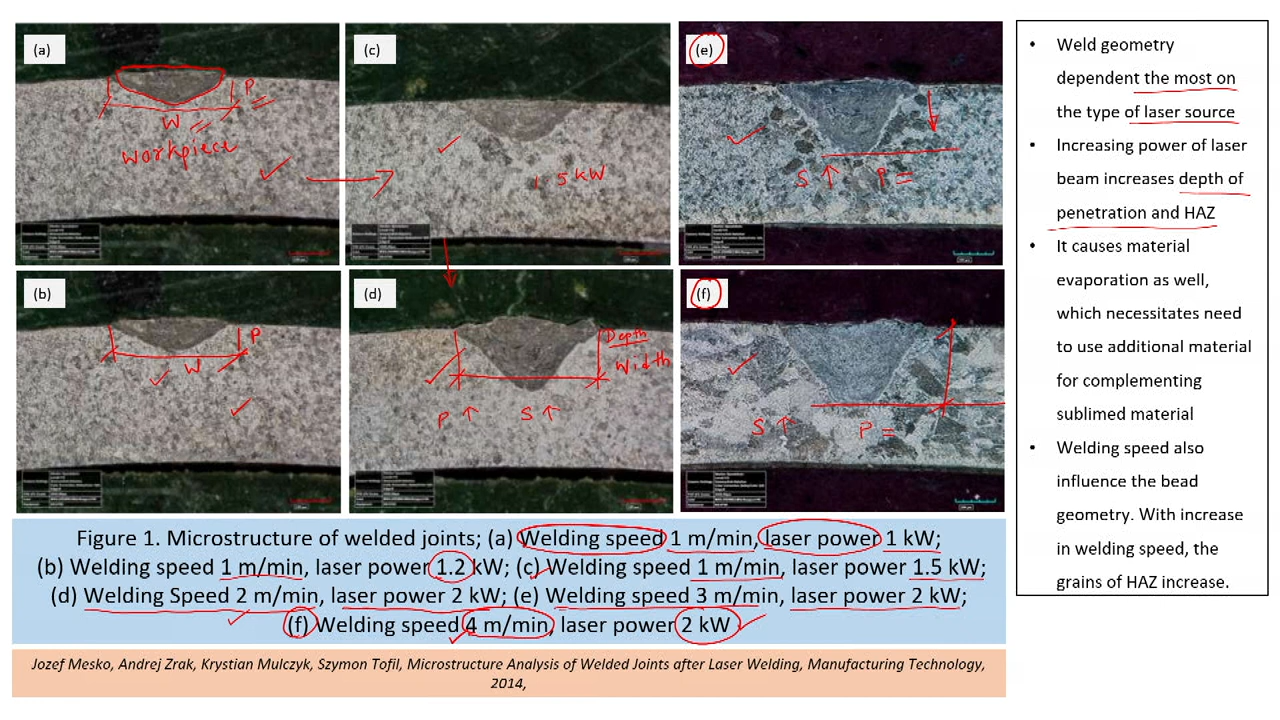 (a)
P =
W =
Workpiece
(c)
5 kW
(e)
S ↑ P =
(b)
P
W
(d)
Depth
Width
P ↑ S ↑
(f)
S ↑ P =
Figure 1. Microstructure of welded joints; (a) Welding speed 1 m/min, laser power 1 kW;
(b) Welding speed 1 m/min, laser power 1.2 kW; (c) Welding speed 1 m/min, laser power 1.5 kW;
(d) Welding Speed 2 m/min, laser power 2 kW; (e) Welding speed 3 m/min, laser power 2 kW;
(f) Welding speed 4 m/min, laser power 2 kW
Jozef Mesko, Andrej Zrak, Krystian Mulczyk, Szymon Tofil, Microstructure Analysis of Welded Joints after Laser Welding, Manufacturing Technology,
2014,
• Weld geometry
dependent the most on
the type of laser source
• Increasing power of laser
beam increases depth of
penetration and HAZ
• It causes material
evaporation as well,
which necessitates need
to use additional material
for complementing
sublimed material
• Welding speed also
influence the bead
geometry. With increase
in welding speed, the
grains of HAZ increase.